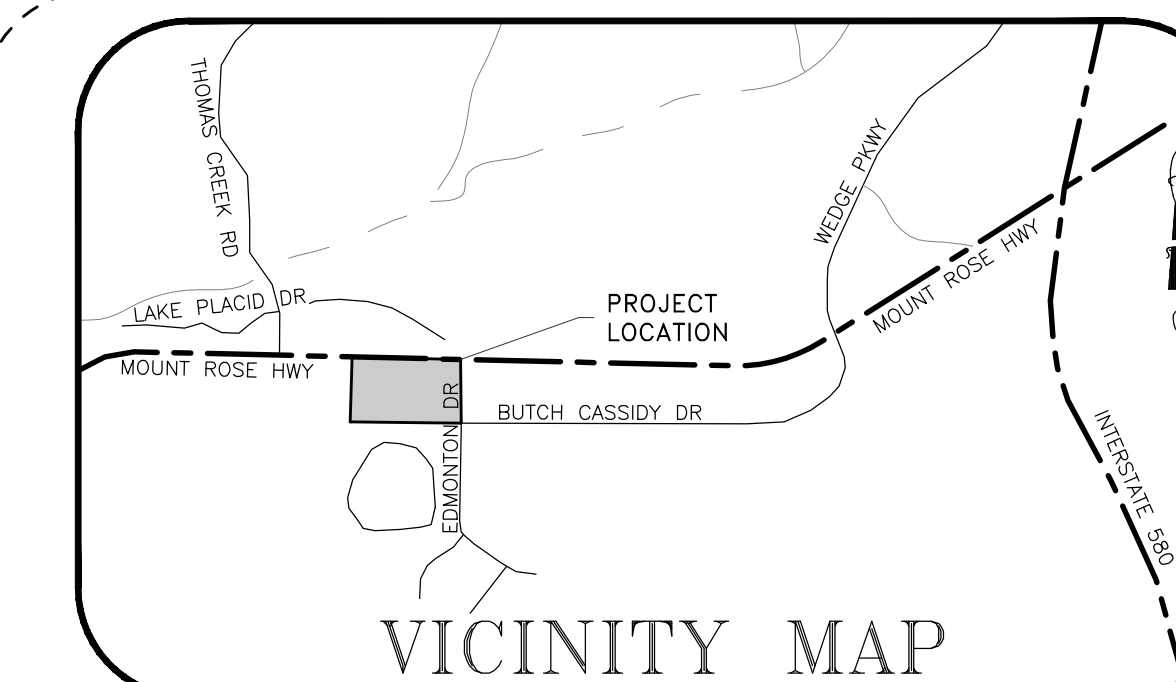 THOMAS CREEK RD
WEDGE PKWY
MOUNT ROSE HWY
LAKE PLACID DR
PROJECT
LOCATION
MOUNT ROSE HWY
EDMONTON DR
BUTCH CASSIDY DR
INTERSTATE 580
VICINITY MAP